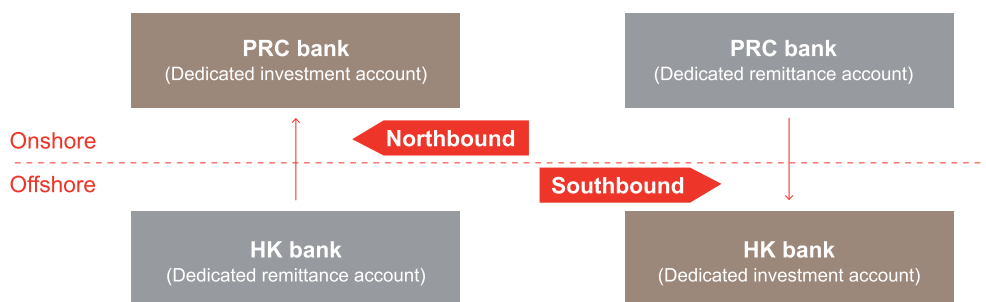 PRC bank
(Dedicated investment account)
PRC bank
(Dedicated remittance account)
Onshore
Northbound
Offshore
Southbound
HK bank
(Dedicated remittance account)
HK bank
(Dedicated investment account)